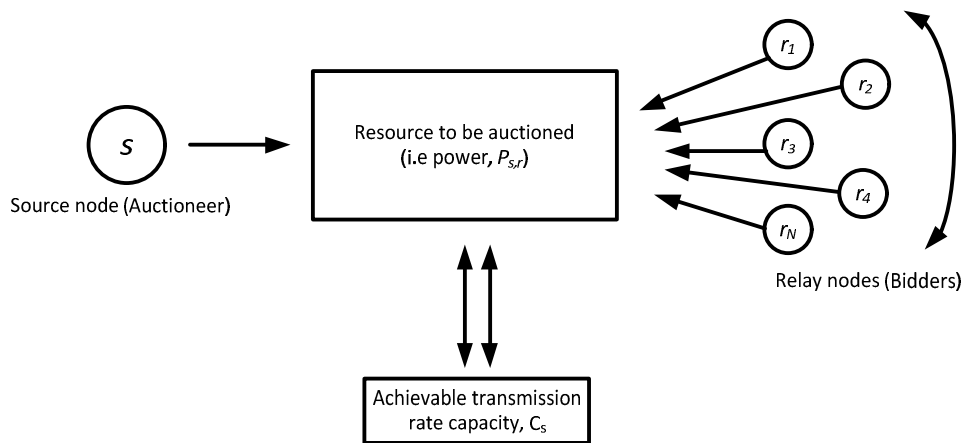 s
Source node (Auctioneer)
Resource to be auctioned
(i.e power, Ps,r)
r1
r2
r3
r4
rN
Relay nodes (Bidders)
Achievable transmission
rate capacity, Cs